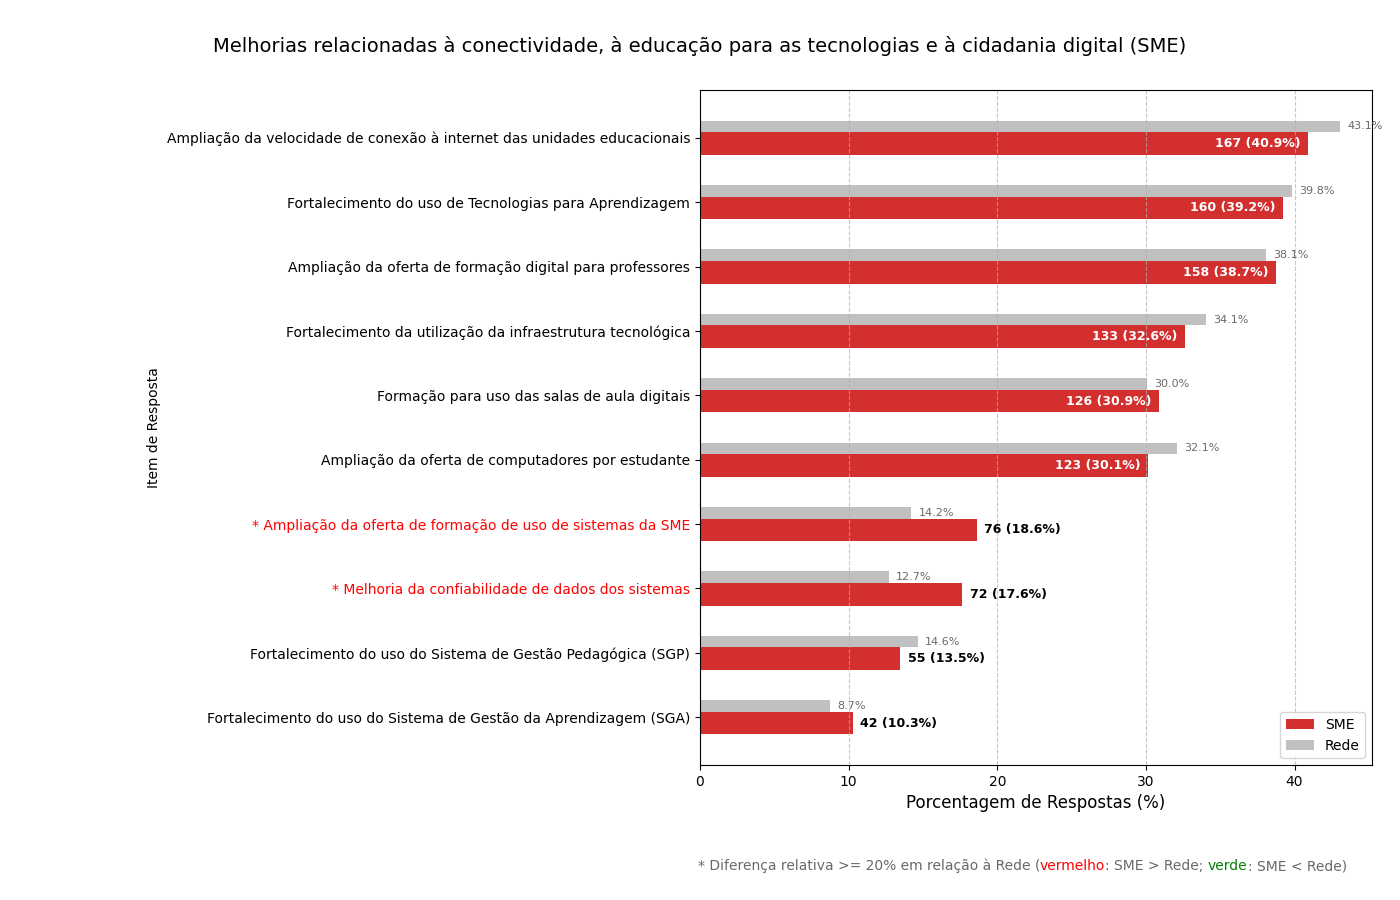 Melhorias relacionadas à conectividade, à educação para as tecnologias e à cidadania digital (SME)
Item de Resposta
Ampliação da velocidade de conexão à internet das unidades educacionais
43.1%
167 (40.9%)
Fortalecimento do uso de Tecnologias para Aprendizagem
39.8%
160 (39.2%)
Ampliação da oferta de formação digital para professores
38.1%
158 (38.7%)
Fortalecimento da utilização da infraestrutura tecnológica
34.1%
133 (32.6%)
Formação para uso das salas de aula digitais
30.0%
126 (30.9%)
Ampliação da oferta de computadores por estudante
32.1%
123 (30.1%)
* Ampliação da oferta de formação de uso de sistemas da SME
14.2%
76 (18.6%)
* Melhoria da confiabilidade de dados dos sistemas
12.7%
72 (17.6%)
Fortalecimento do uso do Sistema de Gestão Pedagógica (SGP)
14.6%
55 (13.5%)
Fortalecimento do uso do Sistema de Gestão da Aprendizagem (SGA)
8.7%
42 (10.3%)
SME
Rede
0 10 20 30 40
Porcentagem de Respostas (%)
* Diferença relativa >= 20% em relação à Rede (vermelho: SME > Rede; verde: SME < Rede)